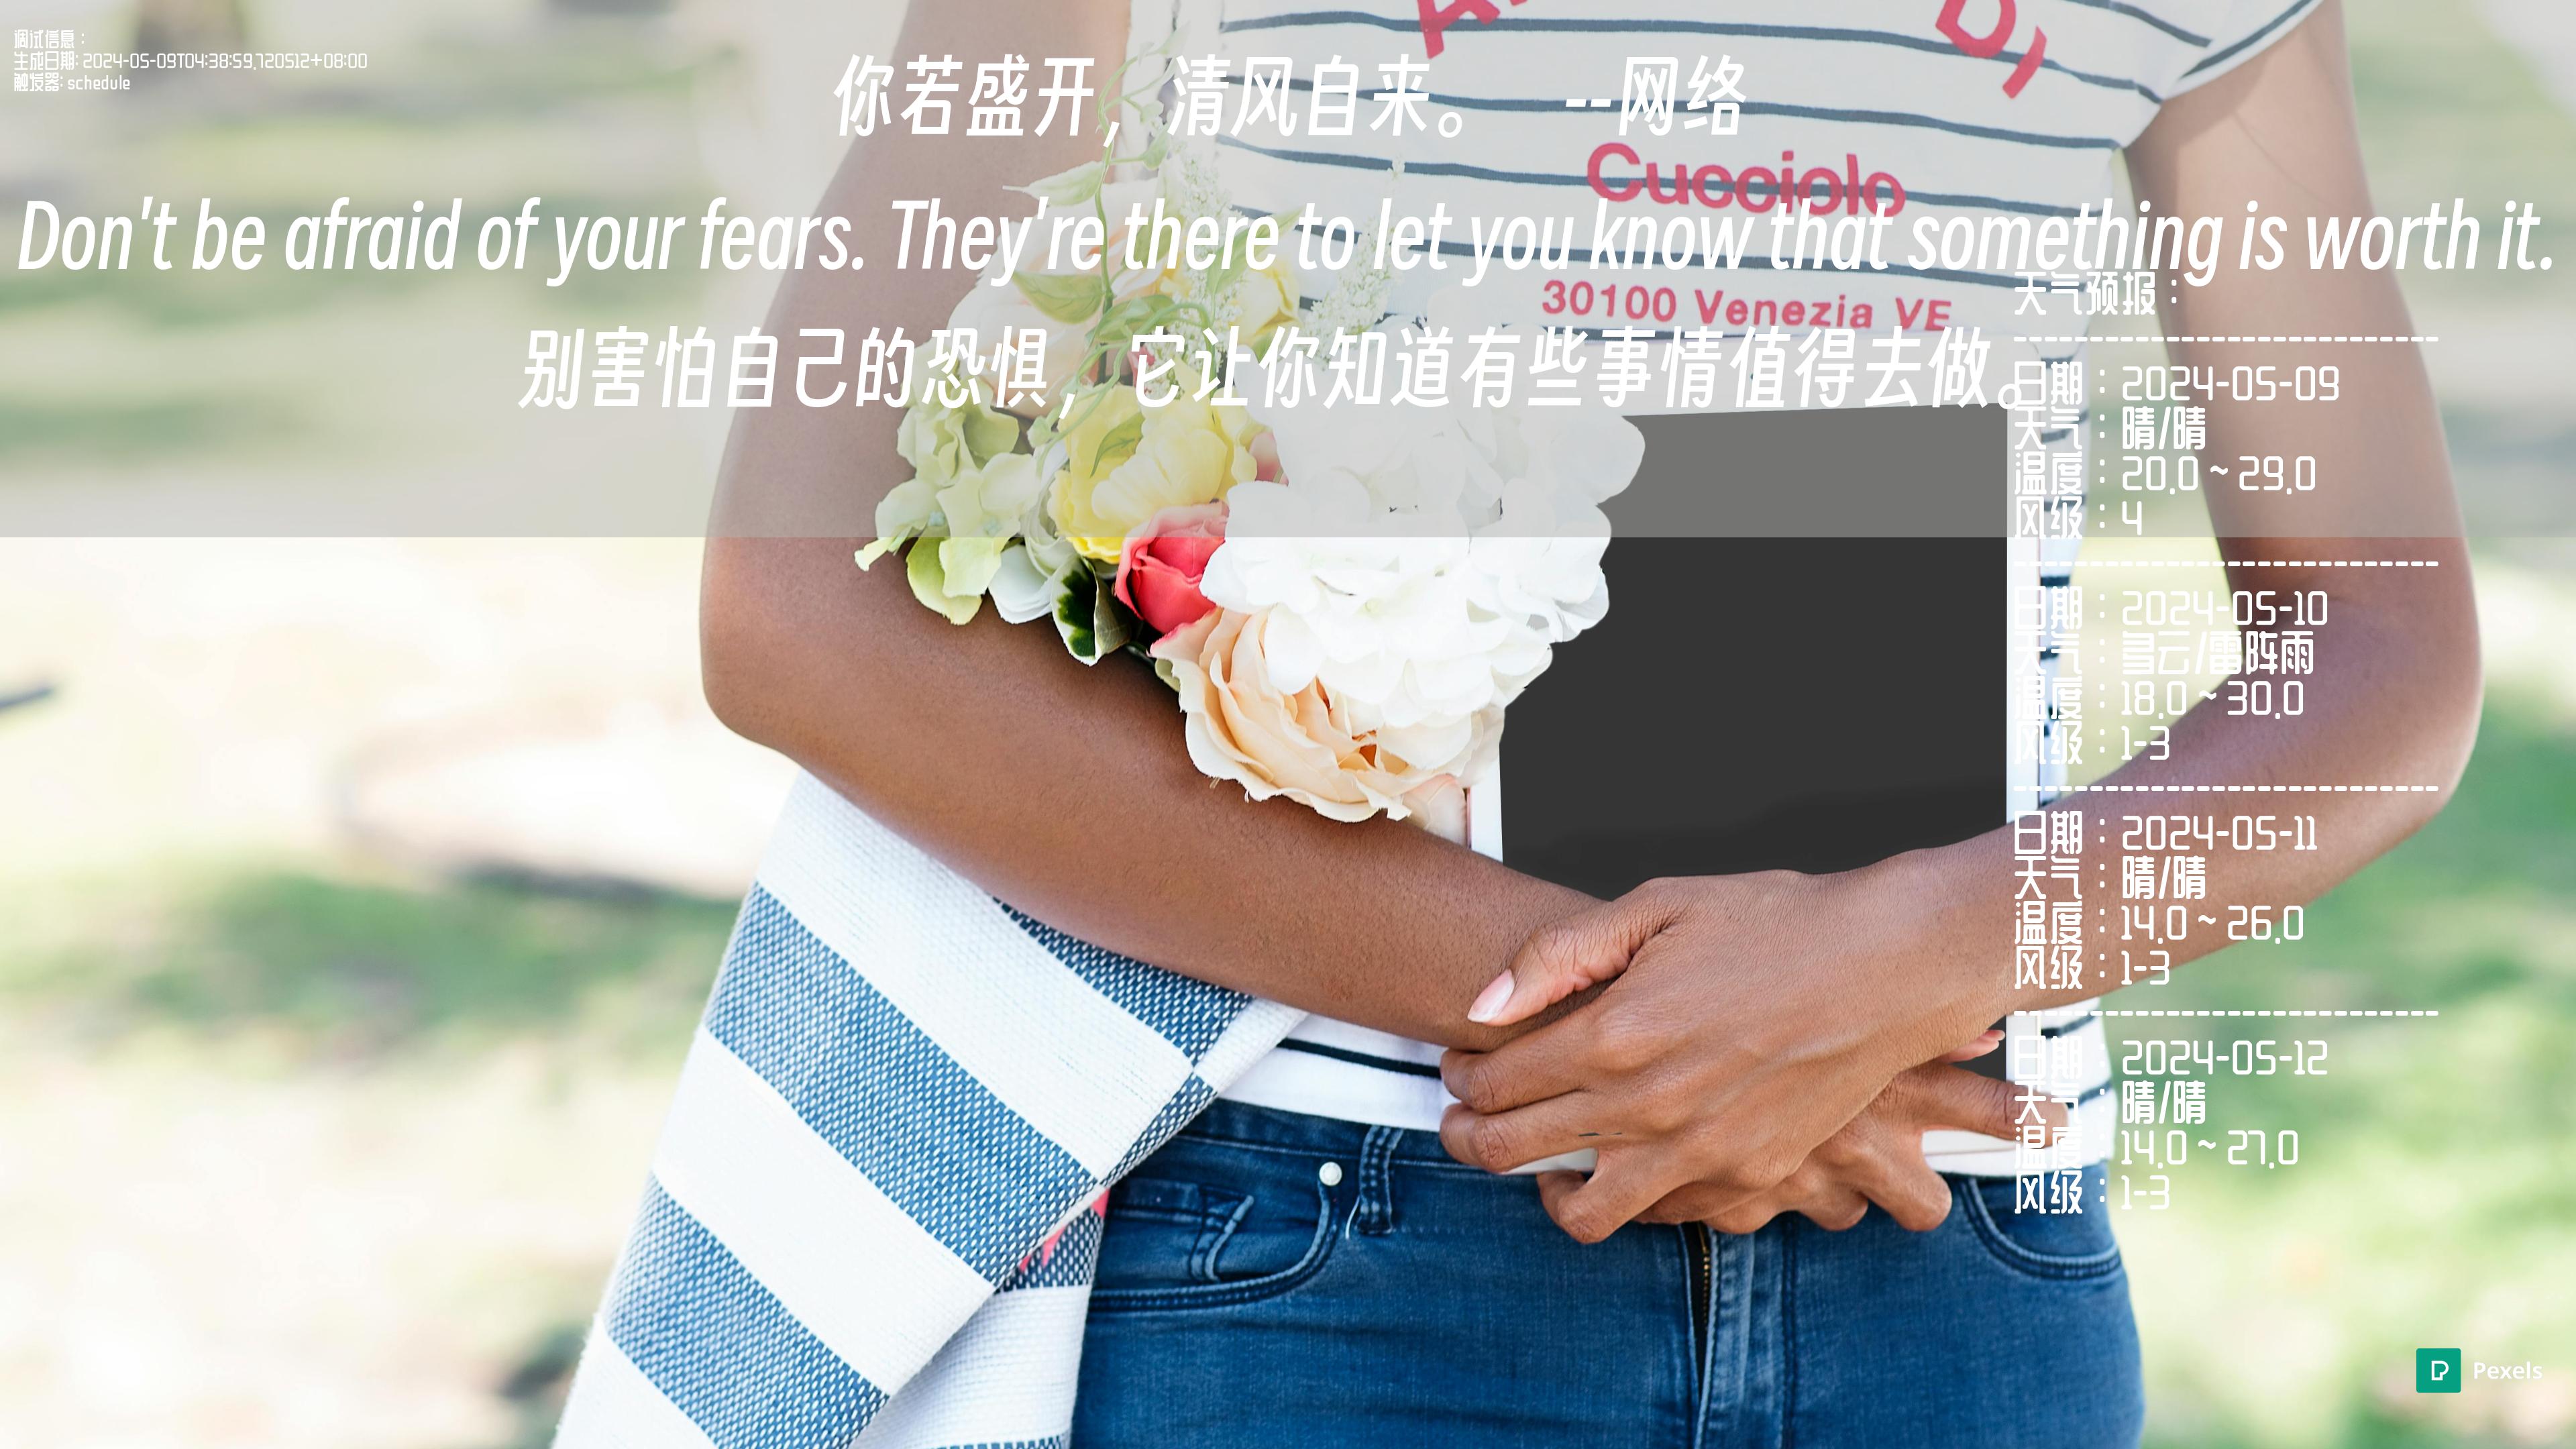 调试信息：
生成日期: 2024-05-09T04:38:59.720512+08:00
触发器: schedule
你若盛开，清风自来。 --网络
Don't be afraid of your fears. They're there to let you know that something is worth it.
别害怕自己的恐惧，它让你知道有些事情值得去做。
DI
Cucciolo
30100 Venezia VE
天气预报：
------------------------------------
日期：2024-05-09
天气：晴/晴
温度：20.0 ~ 29.0
风级：4
------------------------------------
日期：2024-05-10
天气：多云/雷阵雨
温度：18.0 ~ 30.0
风级：1-3
------------------------------------
日期：2024-05-11
天气：晴/晴
温度：14.0 ~ 26.0
风级：1-3
------------------------------------
日期：2024-05-12
天气：晴/晴
温度：14.0 ~ 27.0
风级：1-3
Pexels